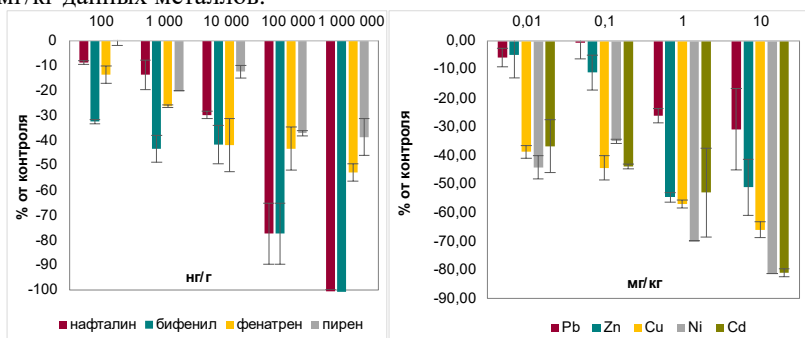 мг/кг данных металлов.
100 1 000 10 000 100 000 1 000 000
0
-10
-20
-30
-40
-50
-60
-70
-80
-90
-100
% от контроля
нг/г
нафталин бифенил фенатрен пирен
0,01 0,1 1 10
0,00
-10,00
-20,00
-30,00
-40,00
-50,00
-60,00
-70,00
-80,00
-90,00
% от контроля
мг/кг
Pb Zn Cu Ni Cd